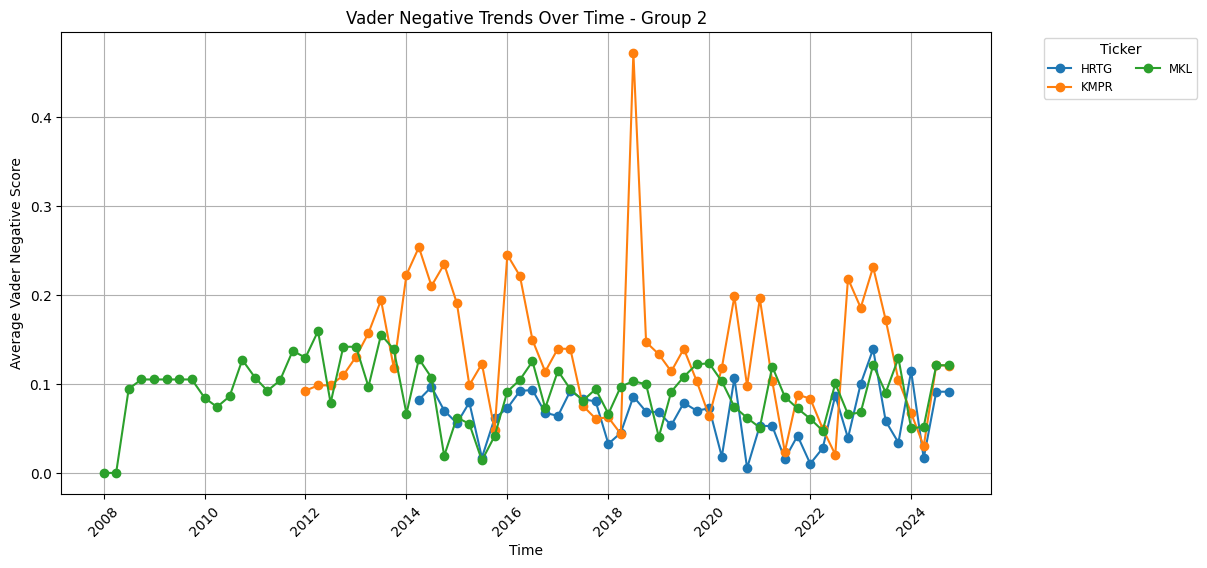 Vader Negative Trends Over Time - Group 2
Average Vader Negative Score
0.4
0.3
0.2
0.1
0.0
2008
2010
2012
2014
2016
2018
2020
2022
2024
Time
Ticker
HRTG
KMPR
MKL